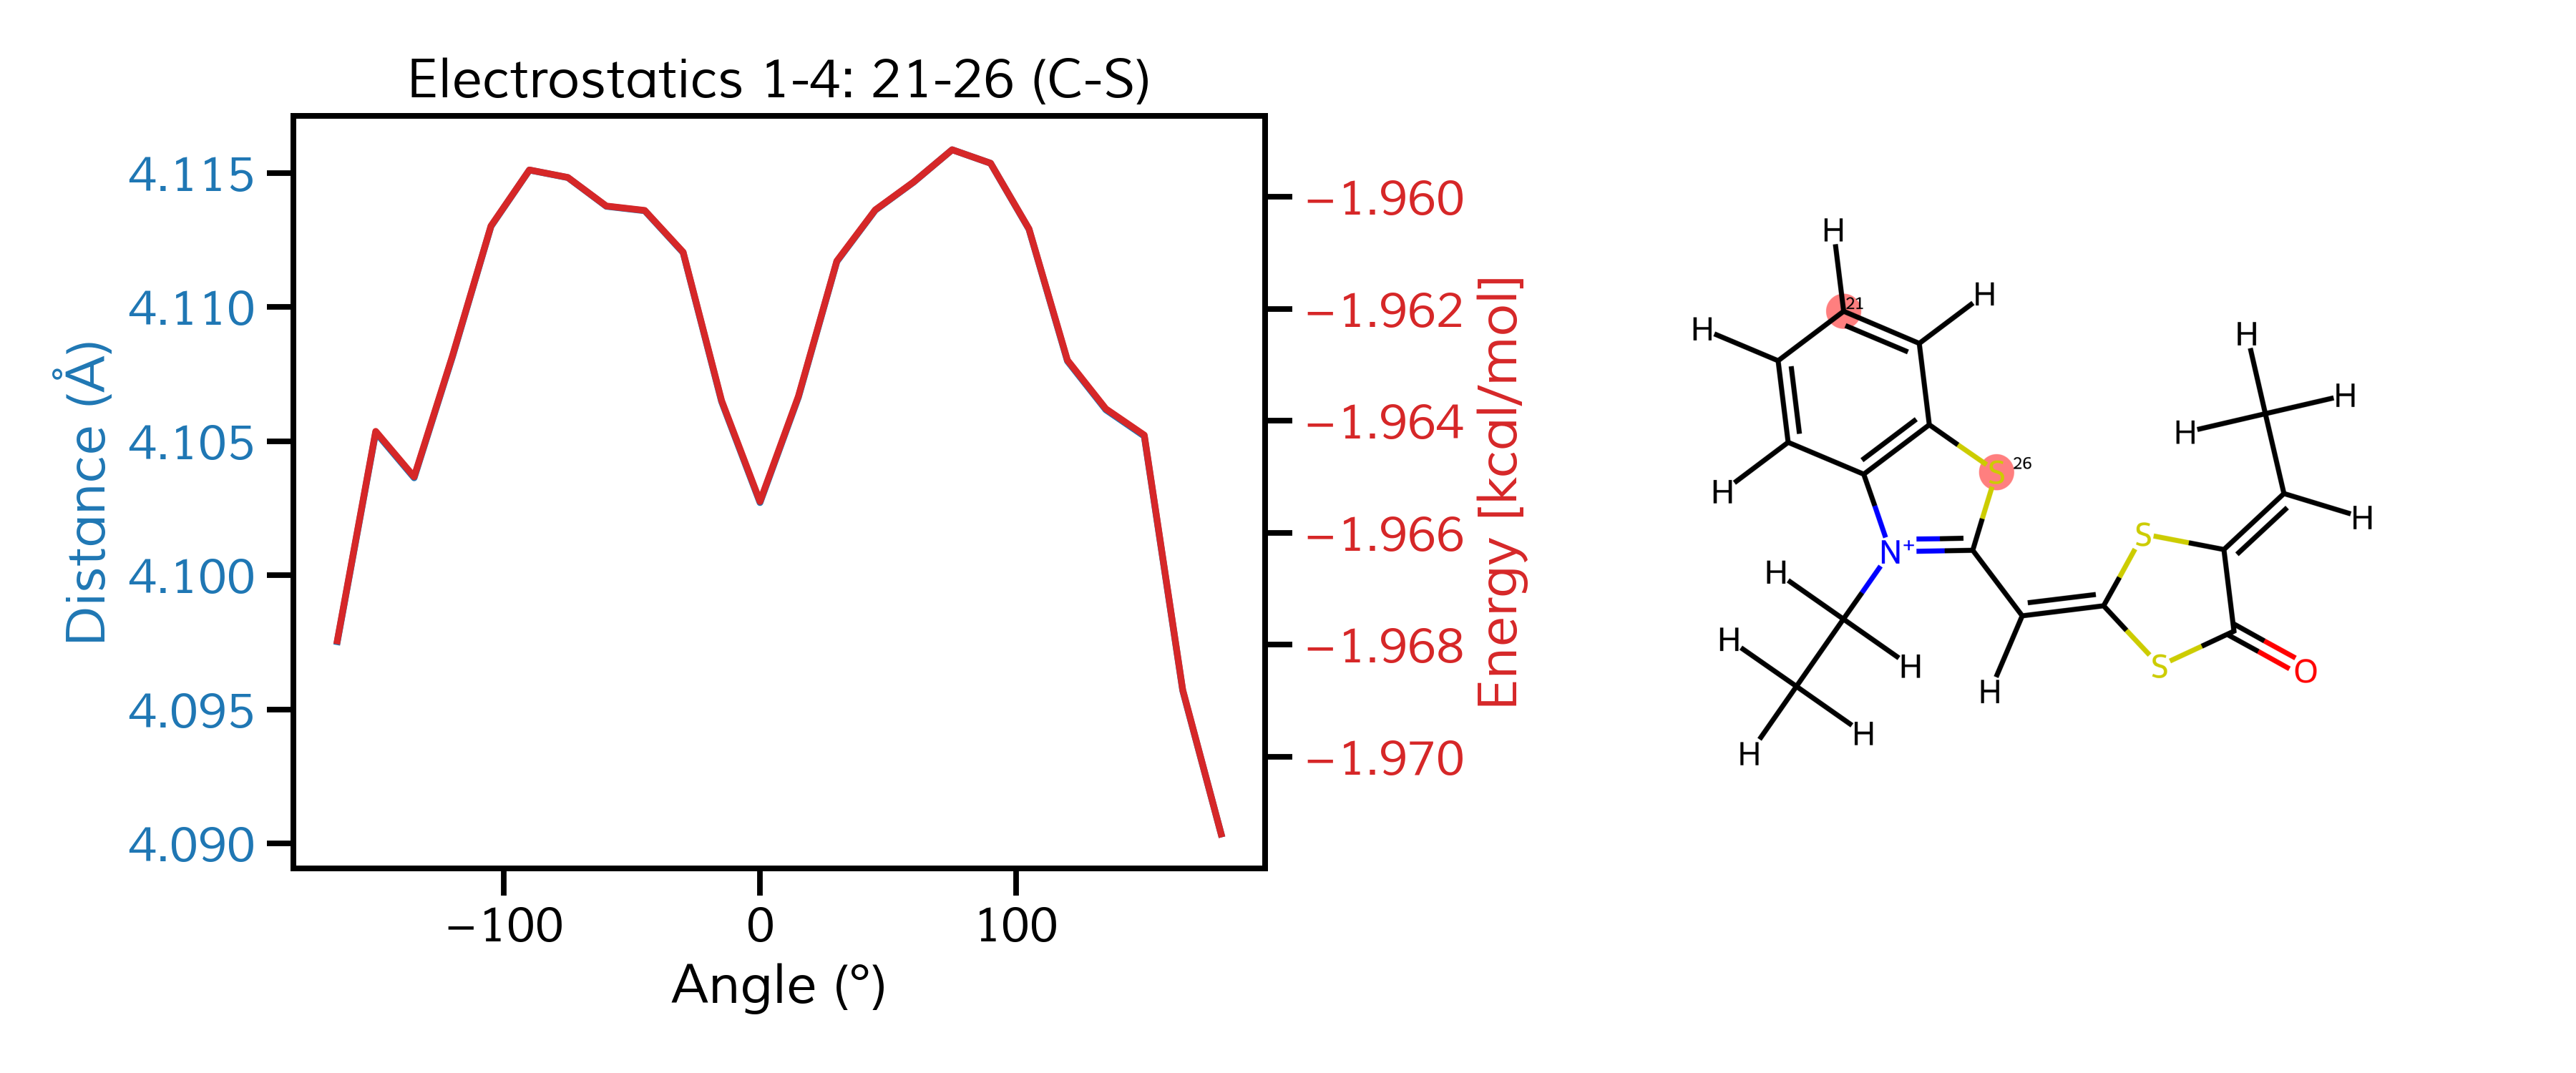 Electrostatics 1-4: 21-26 (C-S)
Distance (Å)
4.115
4.110
4.105
4.100
4.095
4.090
−100
0
100
Angle (°)
−1.960
−1.962
−1.964
−1.966
−1.968
−1.970
Energy [kcal/mol]
H
H
21
H
H
H
H
H
S
26
H
H
S
N+
H
H
H
S
O
H
H
H